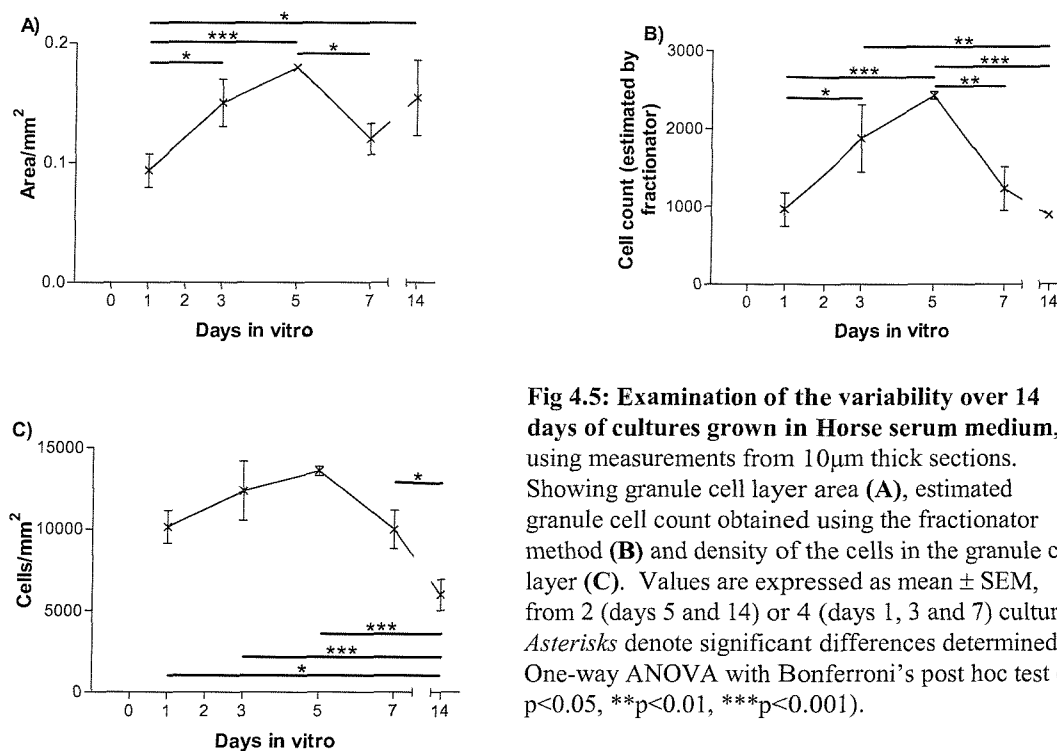 A)
*
***
*
*
0.2
0.1
0.0
Area/mm²
0 1 2 3 5 7 14
Days in vitro
B)
**
***
***
*
**
3000
2000
1000
0
Cell count (estimated by
fractionator)
0 1 2 3 5 7 14
Days in vitro
C)
15000
10000
5000
0
Cells/mm²
*
***
***
*
0 1 2 3 5 7 14
Days in vitro
Fig 4.5: Examination of the variability over 14
days of cultures grown in Horse serum medium,
using measurements from 10µm thick sections.
Showing granule cell layer area (A), estimated
granule cell count obtained using the fractionator
method (B) and density of the cells in the granule c
layer (C). Values are expressed as mean ± SEM,
from 2 (days 5 and 14) or 4 (days 1, 3 and 7) cultur
Asterisks denote significant differences determined
One-way ANOVA with Bonferroni's post hoc test
p<0.05, **p<0.01, ***p<0.001).